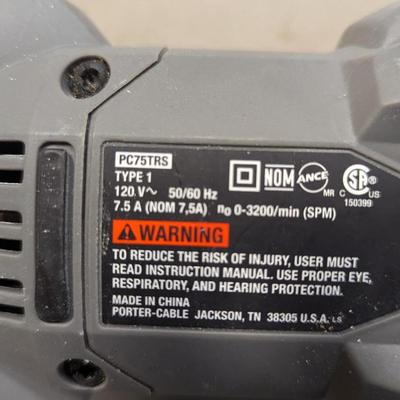 PC75TRS
TYPE 1
120 V~ 50/60 Hz
7.5 A (NOM 7,5A) n0 0-3200/min (SPM)
NOM ANCE MR C SA US
150399
WARNING
TO REDUCE THE RISK OF INJURY, USER MUST
READ INSTRUCTION MANUAL. USE PROPER EYE,
RESPIRATORY, AND HEARING PROTECTION.
MADE IN CHINA
PORTER-CABLE JACKSON, TN 38305 U.S.A. LS